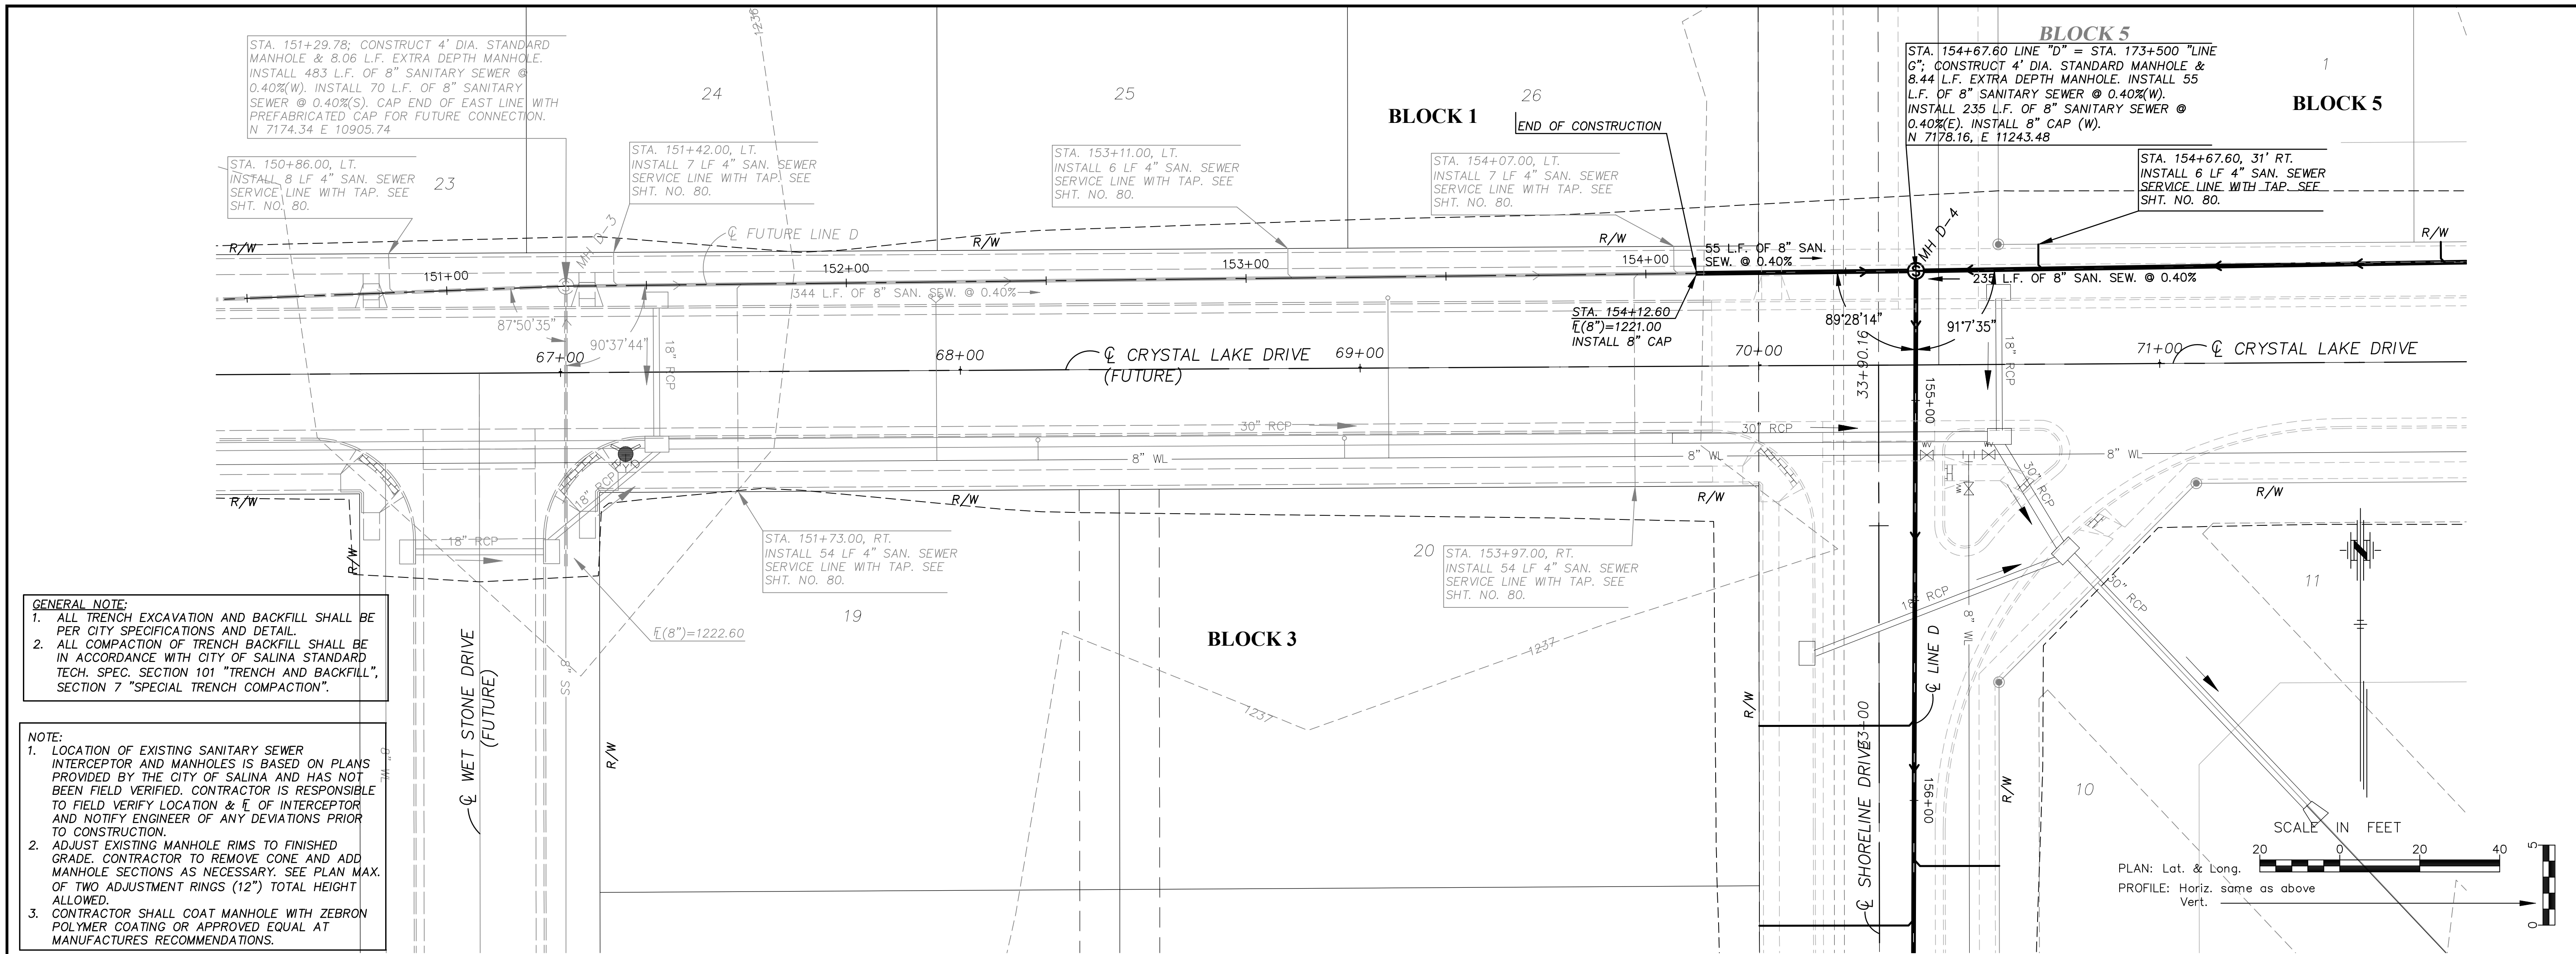 BLOCK 5
STA. 151+29.78; CONSTRUCT 4' DIA. STANDARD
MANHOLE & 8.06 L.F. EXTRA DEPTH MANHOLE.
INSTALL 483 L.F. OF 8" SANITARY SEWER @
0.40%(W). INSTALL 70 L.F. OF 8" SANITARY
SEWER @ 0.40%(S). CAP END OF EAST LINE WITH
PREFABRICATED CAP FOR FUTURE CONNECTION.
N 7174.34 E 10905.74
1236
24
25
BLOCK 1
26
END OF CONSTRUCTION
STA. 154+67.60 LINE "D" = STA. 173+500 "LINE
G"; CONSTRUCT 4' DIA. STANDARD MANHOLE &
8.44 L.F. EXTRA DEPTH MANHOLE. INSTALL 55
L.F. OF 8" SANITARY SEWER @ 0.40%(W).
INSTALL 235 L.F. OF 8" SANITARY SEWER @
0.40%(E). INSTALL 8" CAP (W).
N 7178.16, E 11243.48
1
BLOCK 5
STA. 150+86.00, LT.
INSTALL 8 LF 4" SAN. SEWER
SERVICE LINE WITH TAP. SEE
SHT. NO. 80.
23
STA. 151+42.00, LT.
INSTALL 7 LF 4" SAN. SEWER
SERVICE LINE WITH TAP. SEE
SHT. NO. 80.
STA. 153+11.00, LT.
INSTALL 6 LF 4" SAN. SEWER
SERVICE LINE WITH TAP. SEE
SHT. NO. 80.
STA. 154+07.00, LT.
INSTALL 7 LF 4" SAN. SEWER
SERVICE LINE WITH TAP. SEE
SHT. NO. 80.
STA. 154+67.60, 31' RT.
INSTALL 6 LF 4" SAN. SEWER
SERVICE LINE WITH TAP. SEE
SHT. NO. 80.
R/W
MH D-3
℄ FUTURE LINE D
R/W
R/W
MH D-4
R/W
151+00
152+00
153+00
154+00
55 L.F. OF 8" SAN.
SEW. @ 0.40%
344 L.F. OF 8" SAN. SEW. @ 0.40%
235 L.F. OF 8" SAN. SEW. @ 0.40%
STA. 154+12.60
FL(8")=1221.00
INSTALL 8" CAP
87°50'35"
90°37'44"
89°28'14"
91°7'35"
18" RCP
18" RCP
67+00
68+00
℄ CRYSTAL LAKE DRIVE
(FUTURE)
69+00
70+00
33+90.16
155+00
71+00
℄ CRYSTAL LAKE DRIVE
30" RCP
30" RCP
8" WL
8" WL
WV
WV
8" WL
WV
30" RCP
PYD
18" RCP
R/W
R/W
R/W
R/W
18" RCP
R/W
STA. 151+73.00, RT.
INSTALL 54 LF 4" SAN. SEWER
SERVICE LINE WITH TAP. SEE
SHT. NO. 80.
19
20
STA. 153+97.00, RT.
INSTALL 54 LF 4" SAN. SEWER
SERVICE LINE WITH TAP. SEE
SHT. NO. 80.
18" RCP
30" RCP
N
11
GENERAL NOTE:
1. ALL TRENCH EXCAVATION AND BACKFILL SHALL BE
PER CITY SPECIFICATIONS AND DETAIL.
2. ALL COMPACTION OF TRENCH BACKFILL SHALL BE
IN ACCORDANCE WITH CITY OF SALINA STANDARD
TECH. SPEC. SECTION 101 "TRENCH AND BACKFILL",
SECTION 7 "SPECIAL TRENCH COMPACTION".
FL(8")=1222.60
BLOCK 3
1237
1237
8" WL
℄ LINE D
8" SS
℄ WET STONE DRIVE
(FUTURE)
R/W
R/W
33+00
℄ SHORELINE DRIVE
156+00
R/W
10
8" WL
NOTE:
1. LOCATION OF EXISTING SANITARY SEWER
INTERCEPTOR AND MANHOLES IS BASED ON PLANS
PROVIDED BY THE CITY OF SALINA AND HAS NOT
BEEN FIELD VERIFIED. CONTRACTOR IS RESPONSIBLE
TO FIELD VERIFY LOCATION & FL OF INTERCEPTOR
AND NOTIFY ENGINEER OF ANY DEVIATIONS PRIOR
TO CONSTRUCTION.
2. ADJUST EXISTING MANHOLE RIMS TO FINISHED
GRADE. CONTRACTOR TO REMOVE CONE AND ADD
MANHOLE SECTIONS AS NECESSARY. SEE PLAN MAX.
OF TWO ADJUSTMENT RINGS (12") TOTAL HEIGHT
ALLOWED.
3. CONTRACTOR SHALL COAT MANHOLE WITH ZEBRON
POLYMER COATING OR APPROVED EQUAL AT
MANUFACTURES RECOMMENDATIONS.
SCALE IN FEET
20 0 20 40
5
0
PLAN: Lat. & Long.
PROFILE: Horiz. same as above
Vert.